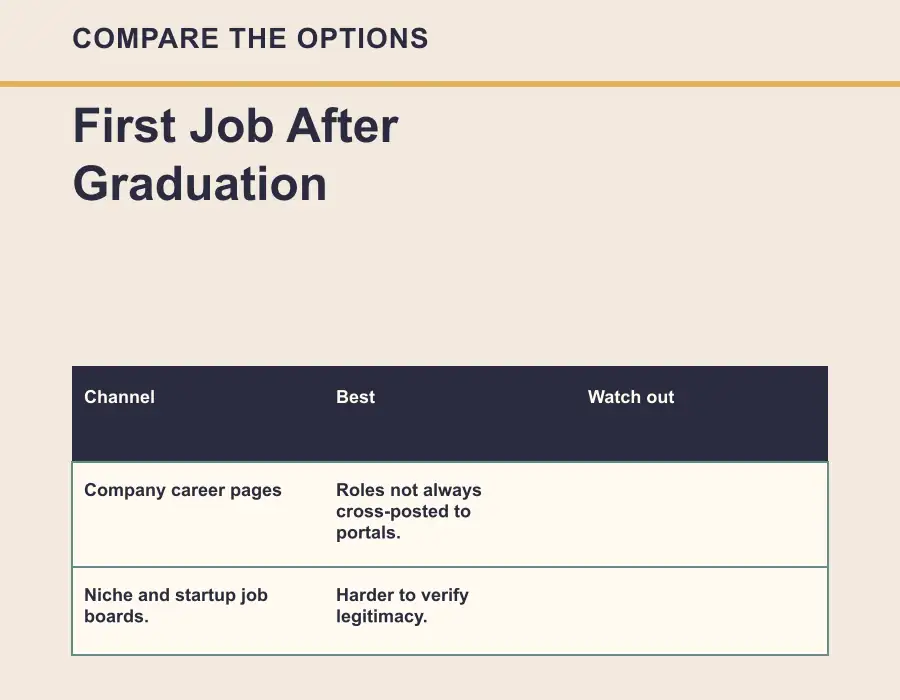 COMPARE THE OPTIONS
First Job After
Graduation
Channel
Best
Watch out
Company career pages
Roles not always
cross-posted to
portals.
Niche and startup job
boards.
Harder to verify
legitimacy.